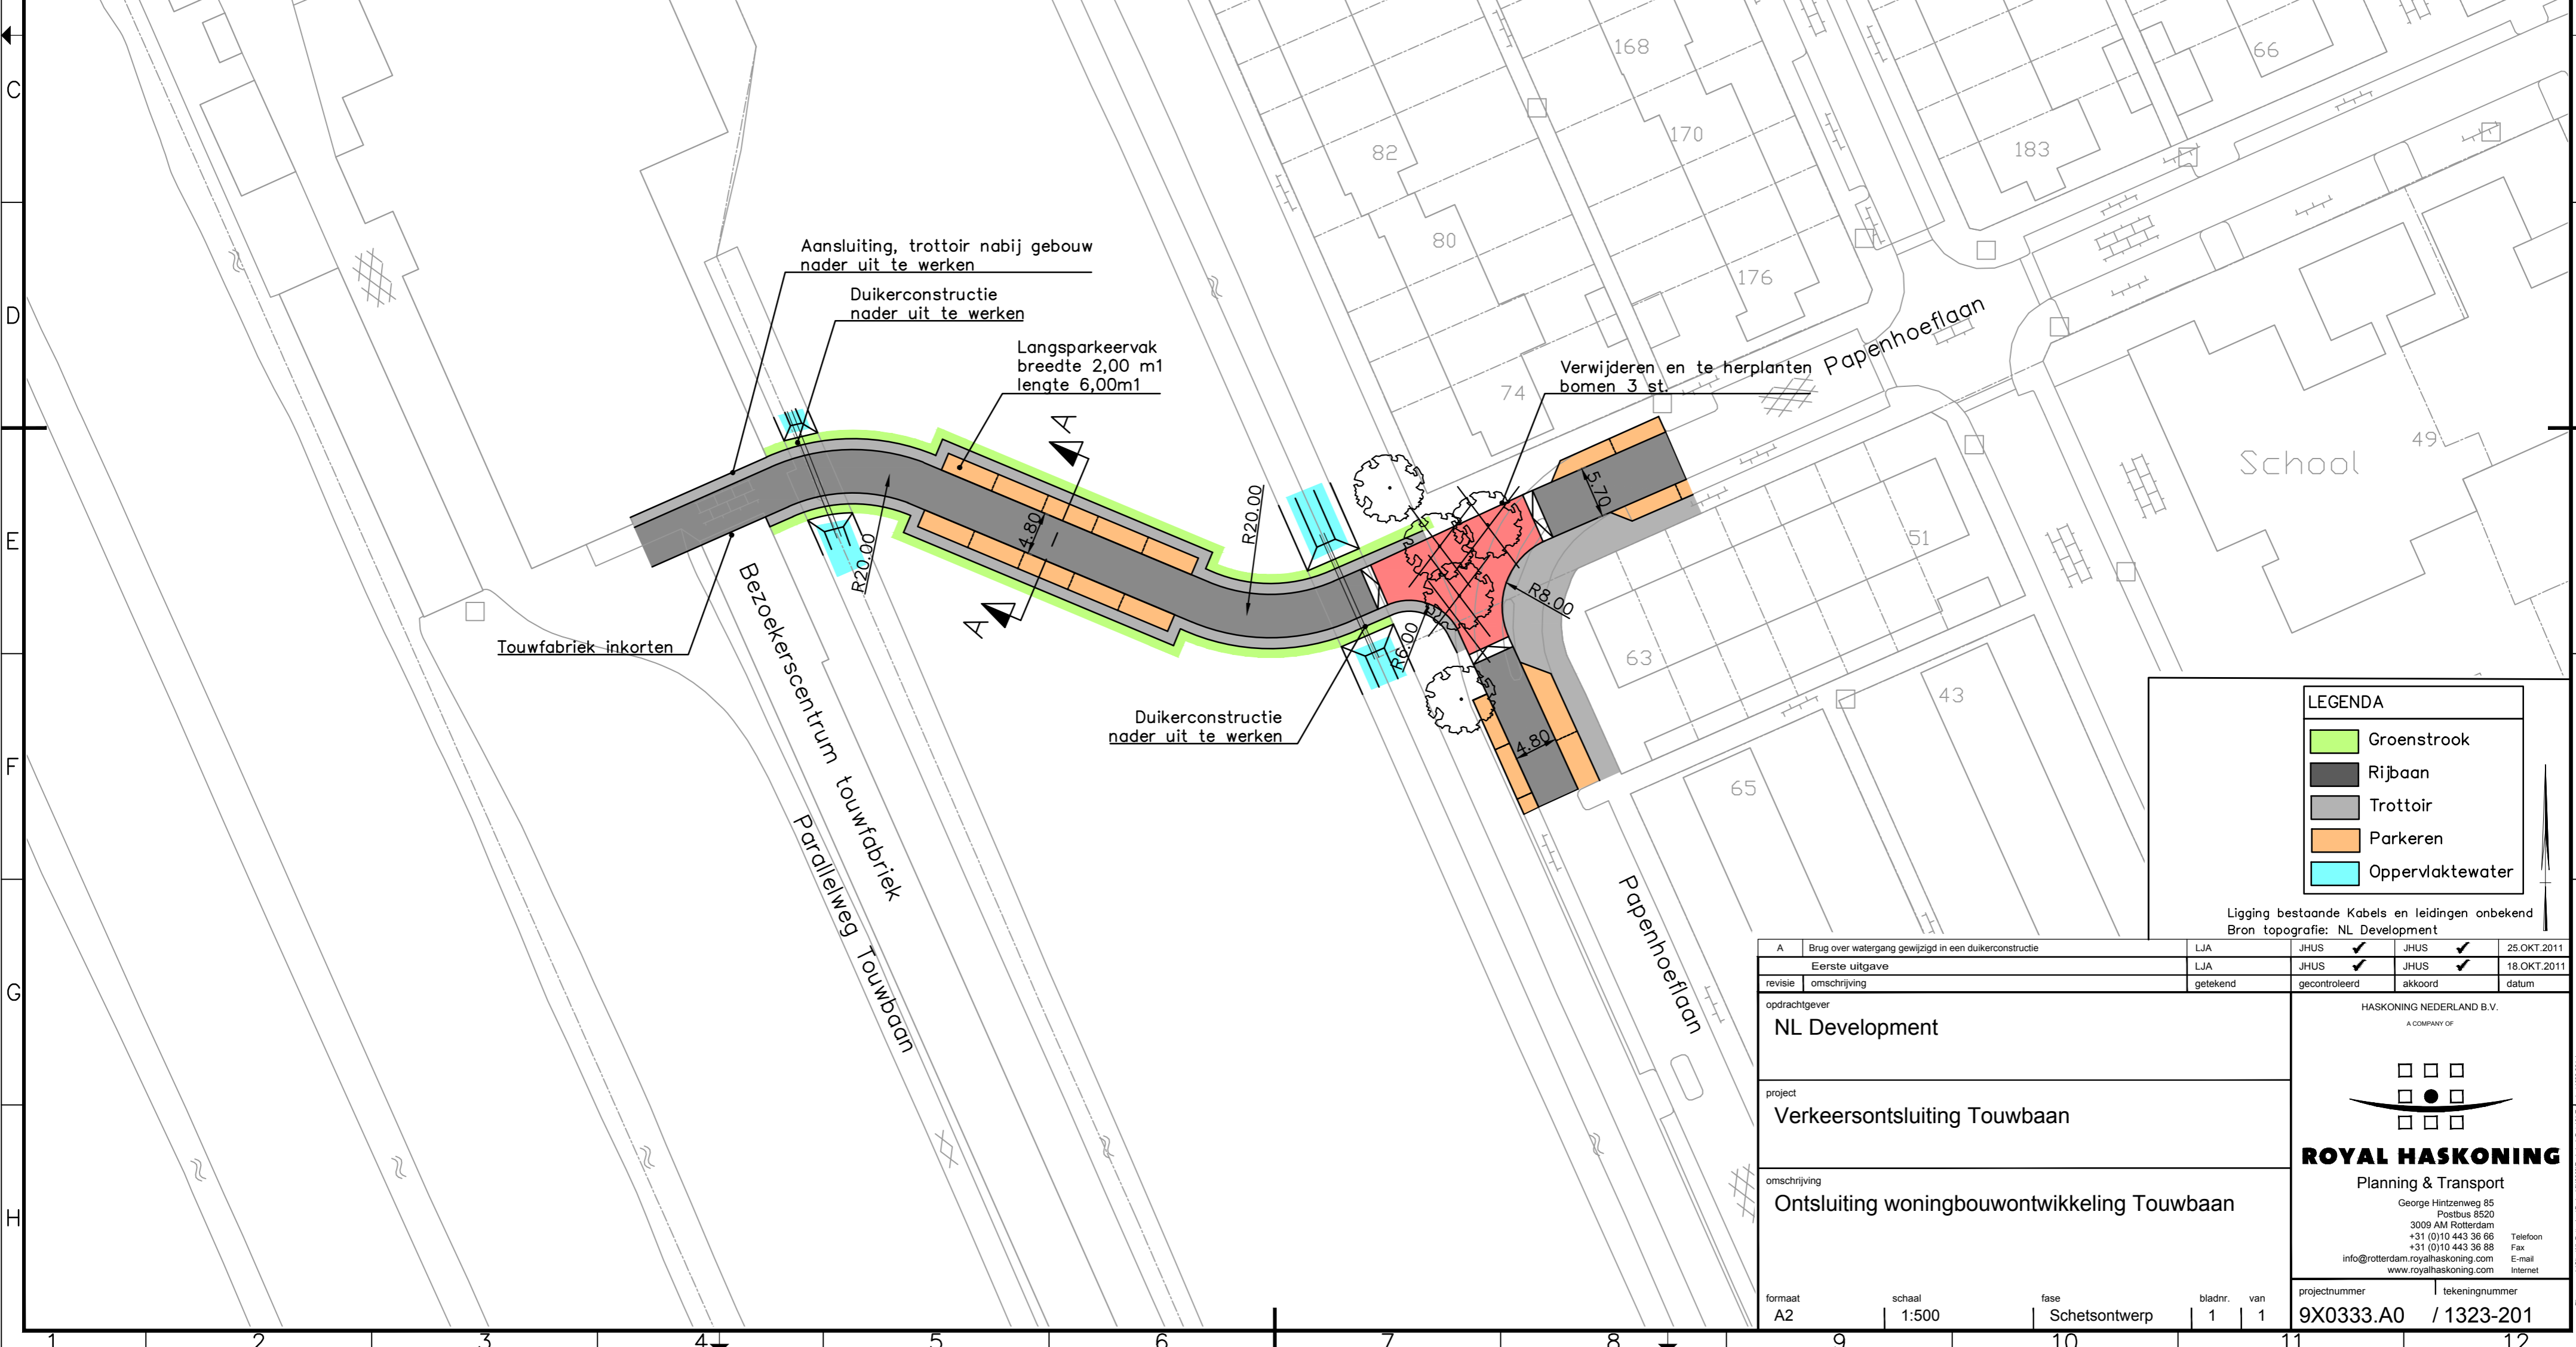 C
D
E
F
G
H
168
66
170
82
183
80
176
74
Aansluiting, trottoir nabij gebouw
nader uit te werken
Duikerconstructie
nader uit te werken
Langsparkeervak
breedte 2,00 m1
lengte 6,00m1
Verwijderen en te herplanten
bomen 3 st.
Papenhoeflaan
School
49
A
A
4.80
R20.00
R20.00
5.70
R8.00
R6.00
4.80
51
63
43
65
Touwfabriek inkorten
Bezoekerscentrum touwfabriek
Parallelweg Touwbaan
Duikerconstructie
nader uit te werken
Papenhoeflaan
LEGENDA
Groenstrook
Rijbaan
Trottoir
Parkeren
Oppervlaktewater
Ligging bestaande Kabels en leidingen onbekend
Bron topografie: NL Development
A Brug over watergang gewijzigd in een duikerconstructie LJA JHUS ✔ JHUS ✔ 25.OKT.2011
Eerste uitgave LJA JHUS ✔ JHUS ✔ 18.OKT.2011
revisie omschrijving getekend gecontroleerd akkoord datum
opdrachtgever
NL Development
project
Verkeersontsluiting Touwbaan
omschrijving
Ontsluiting woningbouwontwikkeling Touwbaan
formaat schaal fase bladnr. van
A2 1:500 Schetsontwerp 1 1
HASKONING NEDERLAND B.V.
A COMPANY OF
ROYAL HASKONING
Planning & Transport
George Hintzenweg 85
Postbus 8520
3009 AM Rotterdam
+31 (0)10 443 36 66 Telefoon
+31 (0)10 443 36 88 Fax
info@rotterdam.royalhaskoning.com E-mail
www.royalhaskoning.com Internet
projectnummer tekeningnummer
9X0333.A0 / 1323-201
1 2 3 4 5 6 7 8 9 10 11 12